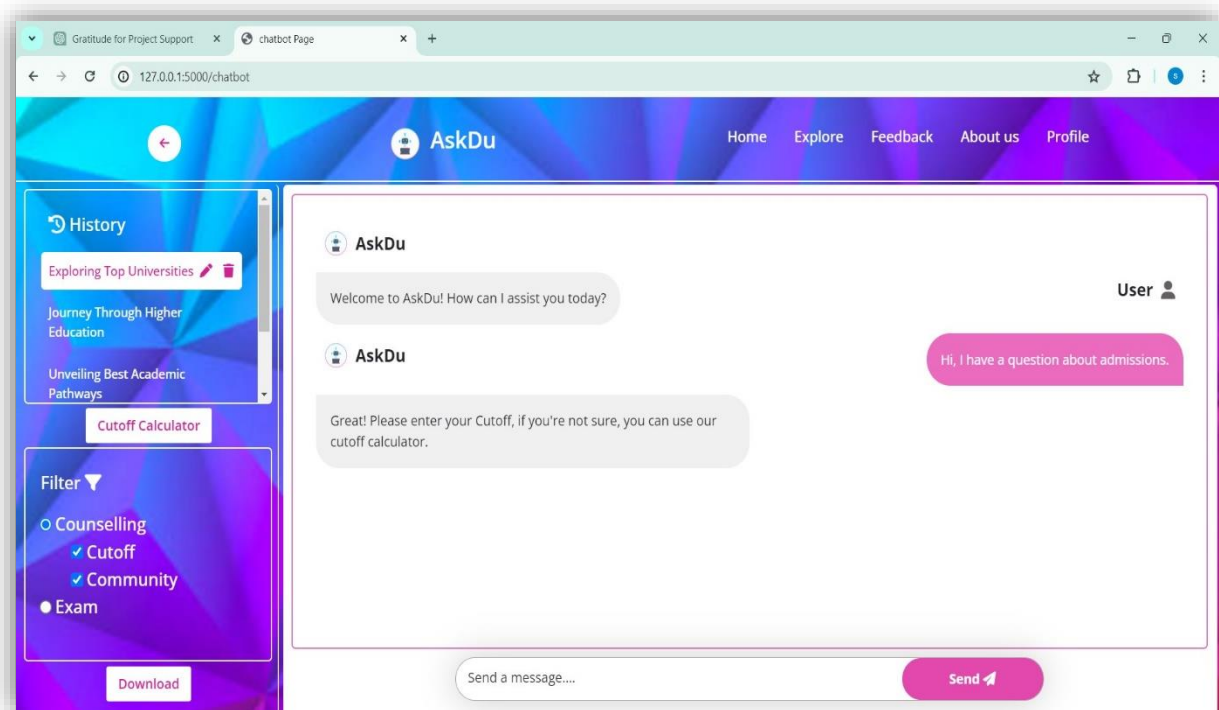 Gratitude for Project Support
chatbot Page
127.0.0.1:5000/chatbot
S
AskDu
Home
Explore
Feedback
About us
Profile
History
Exploring Top Universities
Journey Through Higher
Education
Unveiling Best Academic
Pathways
Cutoff Calculator
Filter
Counselling
Cutoff
Community
Exam
Download
AskDu
Welcome to AskDu! How can I assist you today?
User
Hi, I have a question about admissions.
AskDu
Great! Please enter your Cutoff, if you're not sure, you can use our
cutoff calculator.
Send a message....
Send